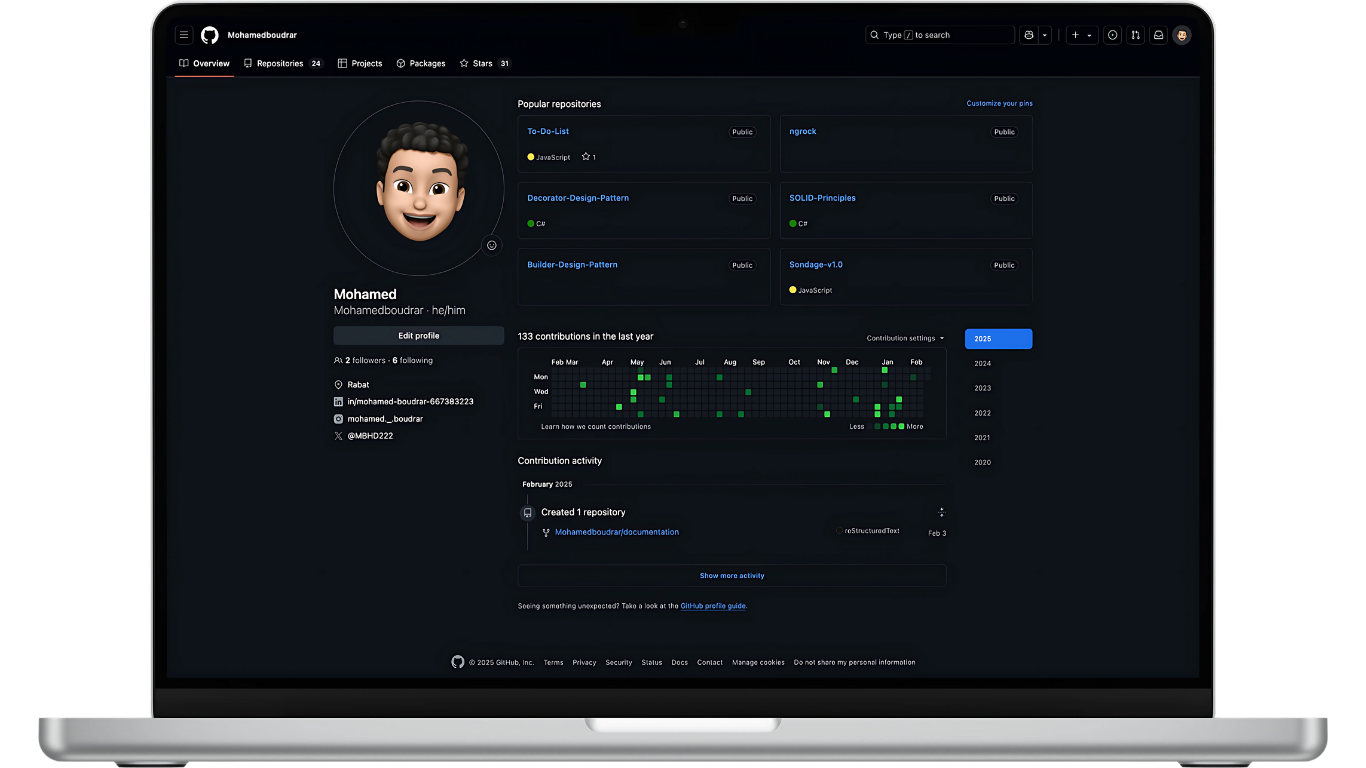 Mohamedboudrar
Type / to search
Overview
Repositories 24
Projects
Packages
Stars 31
Popular repositories
Customize your pins
To-Do-List
Public
JavaScript
1
ngrock
Public
Decorator-Design-Pattern
Public
C#
SOLID-Principles
Public
C#
Builder-Design-Pattern
Public
Sondage-v1.0
Public
JavaScript
Mohamed
Mohamedboudrar · he/him
Edit profile
2 followers · 6 following
Rabat
in/mohamed-boudrar-667383223
mohamed._.boudrar
@MBHD222
133 contributions in the last year
Contribution settings
2025
2024
2023
2022
2021
2020
Feb Mar Apr May Jun Jul Aug Sep Oct Nov Dec Jan Feb
Mon
Wed
Fri
Learn how we count contributions
Less
More
Contribution activity
February 2025
Created 1 repository
Mohamedboudrar/documentation
reStructuredText
Feb 3
Show more activity
Seeing something unexpected? Take a look at the GitHub profile guide.
© 2025 GitHub, Inc. Terms Privacy Security Status Docs Contact Manage cookies Do not share my personal information